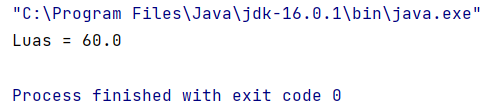 "C:\Program Files\Java\jdk-16.0.1\bin\java.exe"
Luas = 60.0
Process finished with exit code 0